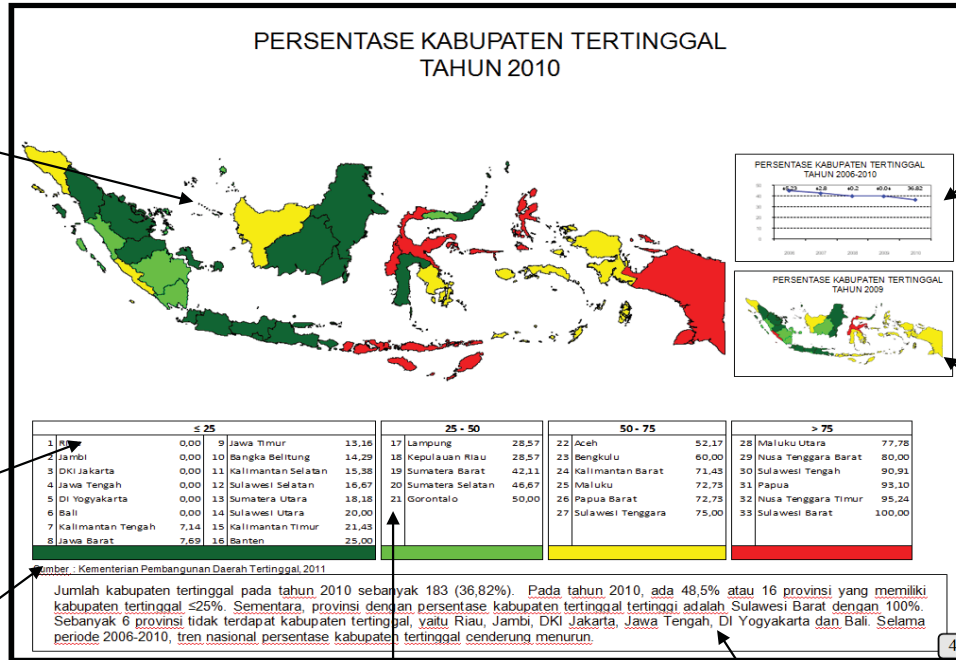 PERSENTASE KABUPATEN TERTINGGAL
TAHUN 2010
PERSENTASE KABUPATEN TERTINGGAL
TAHUN 2006-2010
36.82
50
40
30
20
10
0
2006 2007 2008 2009 2010
PERSENTASE KABUPATEN TERTINGGAL
TAHUN 2009
≤ 25
1 0,00 9 Jawa Timur 13,16
2 Jambi 0,00 10 Bangka Belitung 14,29
3 DKI Jakarta 0,00 11 Kalimantan Selatan 15,38
4 Jawa Tengah 0,00 12 Sulawesi Selatan 16,67
5 DI Yogyakarta 0,00 13 Sumatera Utara 18,18
6 Bali 0,00 14 Sulawesi Utara 20,00
7 Kalimantan Tengah 7,14 15 Kalimantan Timur 21,43
8 Jawa Barat 7,69 16 Banten 25,00
25 - 50
17 Lampung 28,57
18 Kepulauan Riau 28,57
19 Sumatera Barat 42,11
20 Sumatera Selatan 46,67
21 Gorontalo 50,00
50 - 75
22 Aceh 52,17
23 Bengkulu 60,00
24 Kalimantan Barat 71,43
25 Maluku 72,73
26 Papua Barat 72,73
27 Sulawesi Tenggara 75,00
> 75
28 Maluku Utara 77,78
29 Nusa Tenggara Barat 80,00
30 Sulawesi Tengah 90,91
31 Papua 93,10
32 Nusa Tenggara Timur 95,24
33 Sulawesi Barat 100,00
Sumber : Kementerian Pembangunan Daerah Tertinggal, 2011
Jumlah kabupaten tertinggal pada tahun 2010 sebanyak 183 (36,82%). Pada tahun 2010, ada 48,5% atau 16 provinsi yang memiliki
kabupaten tertinggal ≤25%. Sementara, provinsi dengan persentase kabupaten tertinggal tertinggi adalah Sulawesi Barat dengan 100%.
Sebanyak 6 provinsi tidak terdapat kabupaten tertinggal, yaitu Riau, Jambi, DKI Jakarta, Jawa Tengah, DI Yogyakarta dan Bali. Selama
periode 2006-2010, tren nasional persentase kabupaten tertinggal cenderung menurun.
4